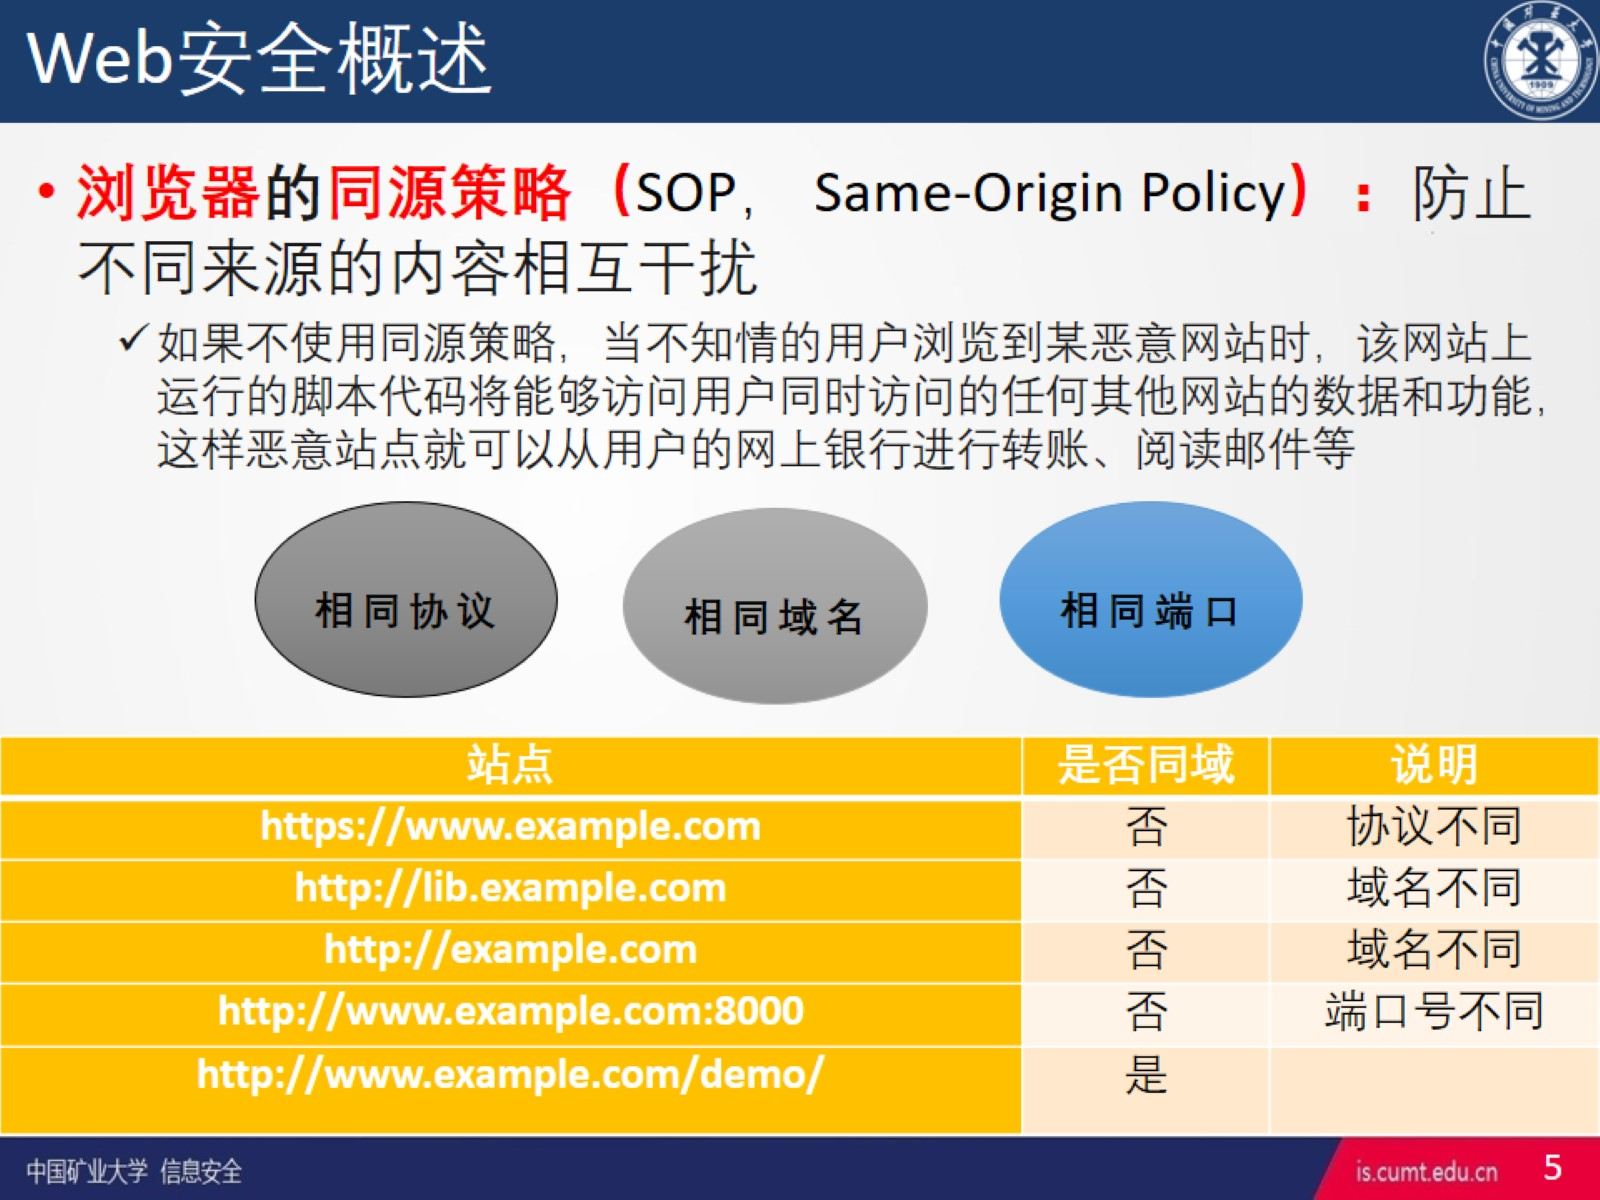 Web安全概述
• 浏览器的同源策略（SOP， Same-Origin Policy）：防止
不同来源的内容相互干扰
✓如果不使用同源策略，当不知情的用户浏览到某恶意网站时，该网站上
运行的脚本代码将能够访问用户同时访问的任何其他网站的数据和功能，
这样恶意站点就可以从用户的网上银行进行转账、阅读邮件等
相同协议 相同域名 相同端口
站点 是否同域 说明
https://www.example.com 否 协议不同
http://lib.example.com 否 域名不同
http://example.com 否 域名不同
http://www.example.com:8000 否 端口号不同
http://www.example.com/demo/ 是
中国矿业大学 信息安全 is.cumt.edu.cn 5
CHINA UNIVERSITY OF MINING AND TECHNOLOGY
1909